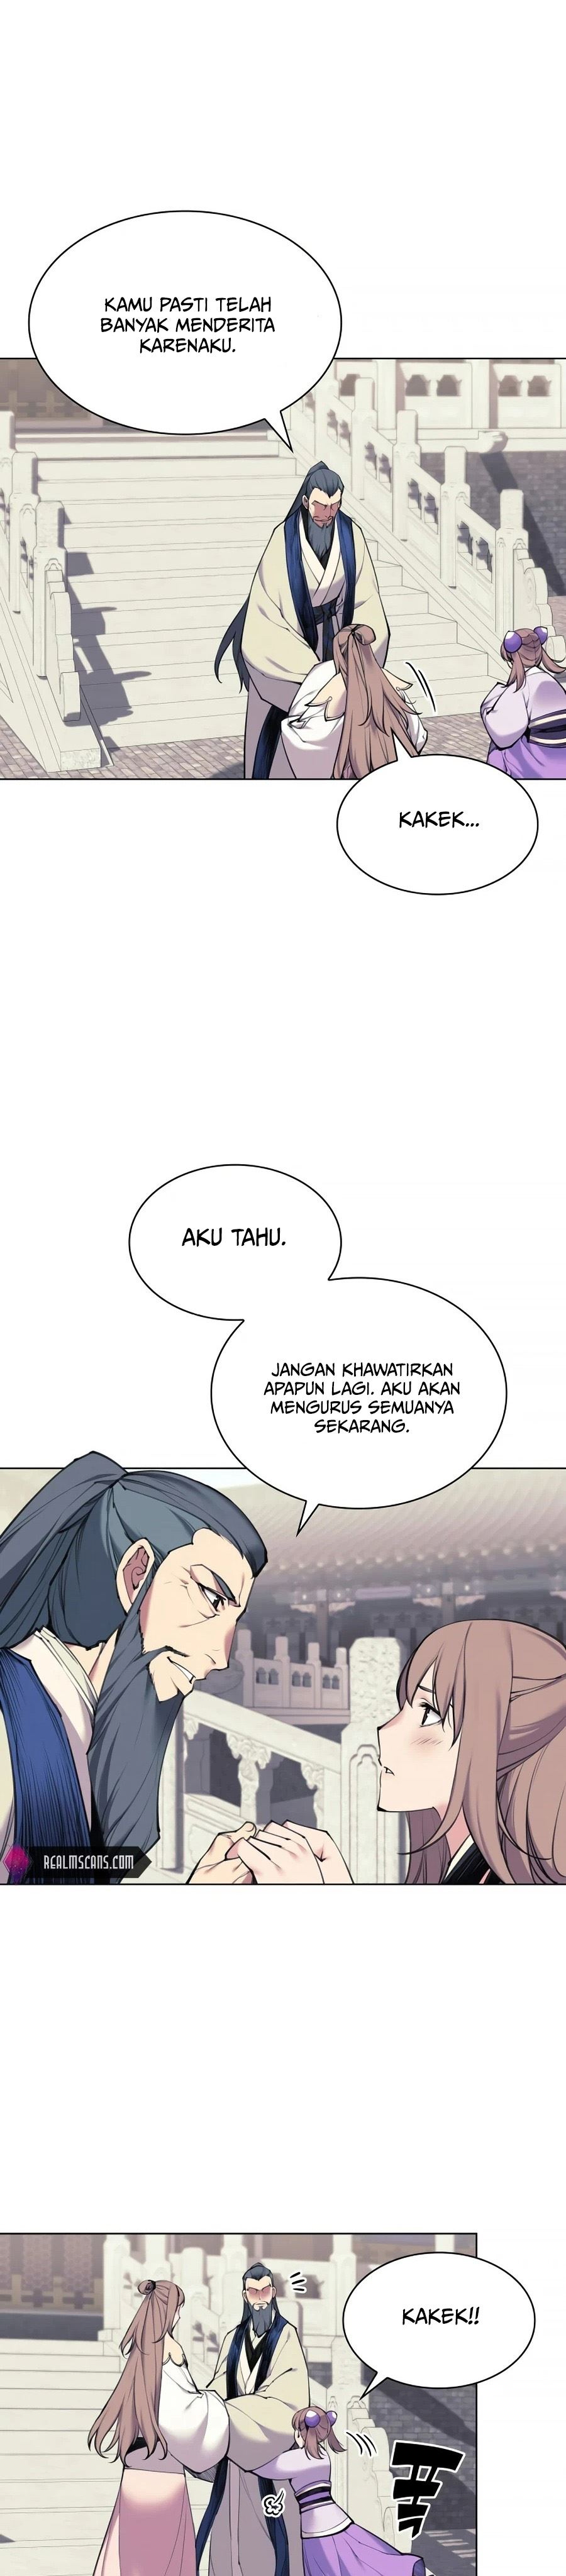 KAMU PASTI TELAH
BANYAK MENDERITA
KARENAKU.
KAKEK...
AKU TAHU.
JANGAN KHAWATIRKAN
APAPUN LAGI. AKU AKAN
MENGURUS SEMUANYA
SEKARANG.
REALMSCANS.COM
KAKEK!!